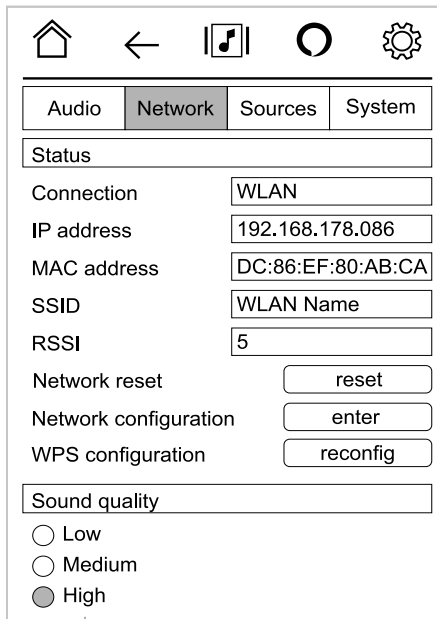 Audio Network Sources System
Status
Connection WLAN
IP address 192.168.178.086
MAC address DC:86:EF:80:AB:CA
SSID WLAN Name
RSSI 5
Network reset reset
Network configuration enter
WPS configuration reconfig
Sound quality
Low
Medium
High